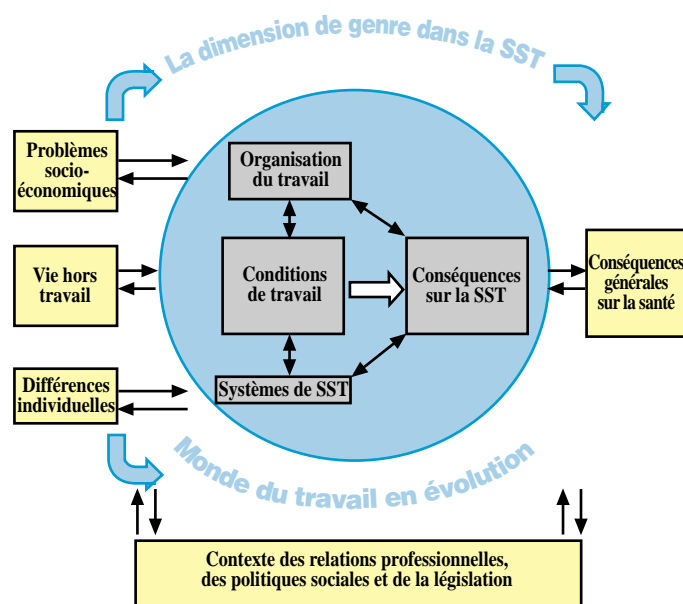 La dimension de genre dans la SST
Problèmes
socio-
économiques
Organisation
du travail
Vie hors
travail
Conditions
de travail
Conséquences
sur la SST
Conséquences
générales
sur la santé
Différences
individuelles
Systèmes de SST
Monde du travail en évolution
Contexte des relations professionnelles,
des politiques sociales et de la législation